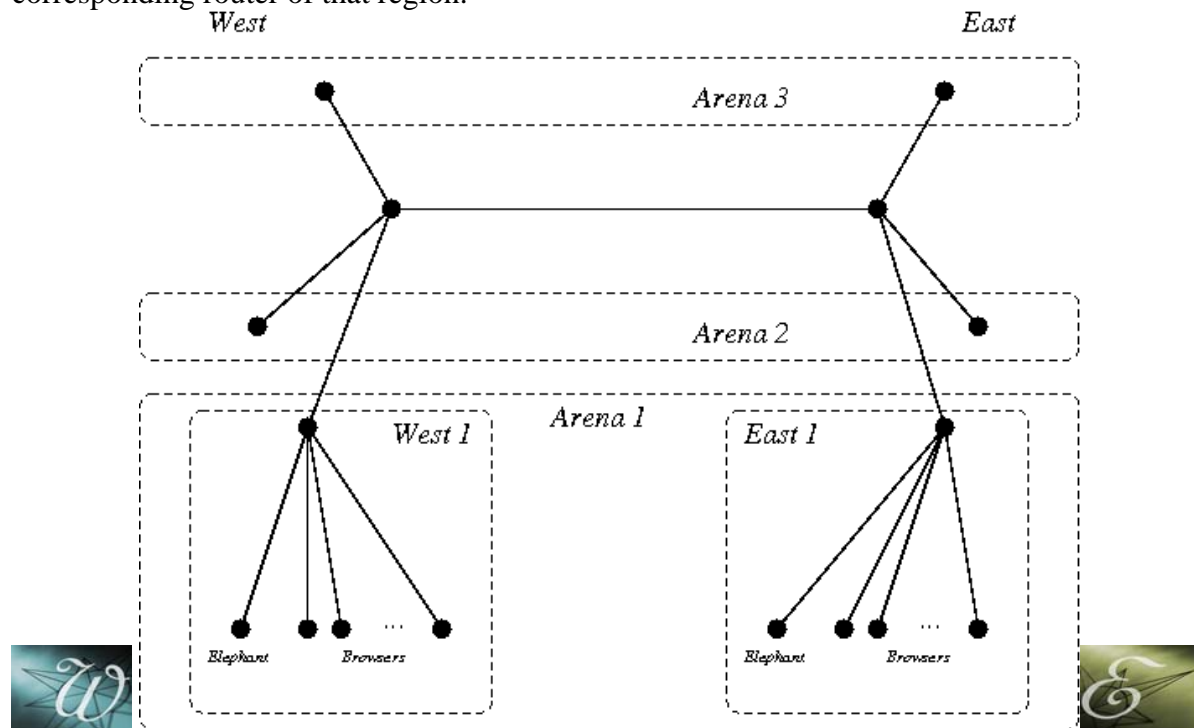 corresponding router of that region.
West East
Arena 3
Arena 2
Arena 1
West 1 East 1
... ...
Elephant Browsers Elephant Browsers
W E